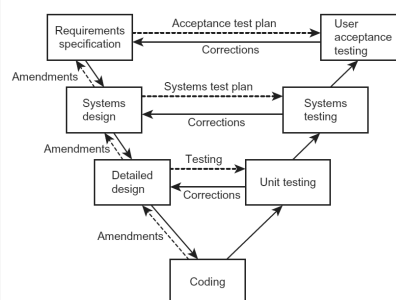 Requirements
specification
Acceptance test plan
Corrections
User
acceptance
testing
Amendments
Systems
design
Systems test plan
Corrections
Systems
testing
Amendments
Detailed
design
Testing
Corrections
Unit testing
Amendments
Coding